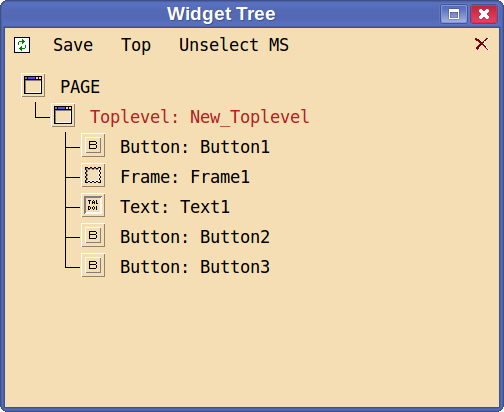 Widget Tree
Save Top Unselect MS
PAGE
Toplevel: New_Toplevel
B Button: Button1
Frame: Frame1
Text: Text1
B Button: Button2
B Button: Button3